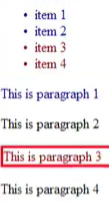 • item 1
• item 2
• item 3
• item 4
This is paragraph 1
This is paragraph 2
This is paragraph 3
This is paragraph 4